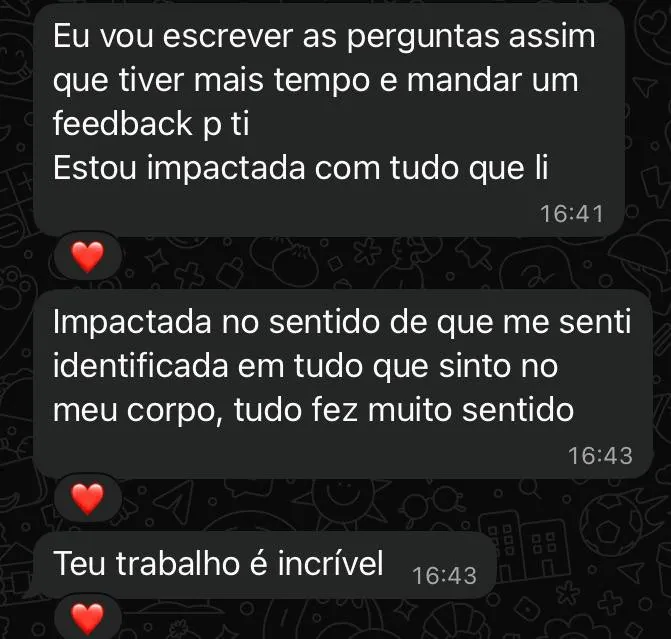 Eu vou escrever as perguntas assim
que tiver mais tempo e mandar um
feedback p ti
Estou impactada com tudo que li
16:41
Impactada no sentido de que me senti
identificada em tudo que sinto no
meu corpo, tudo fez muito sentido
16:43
Teu trabalho é incrível 16:43